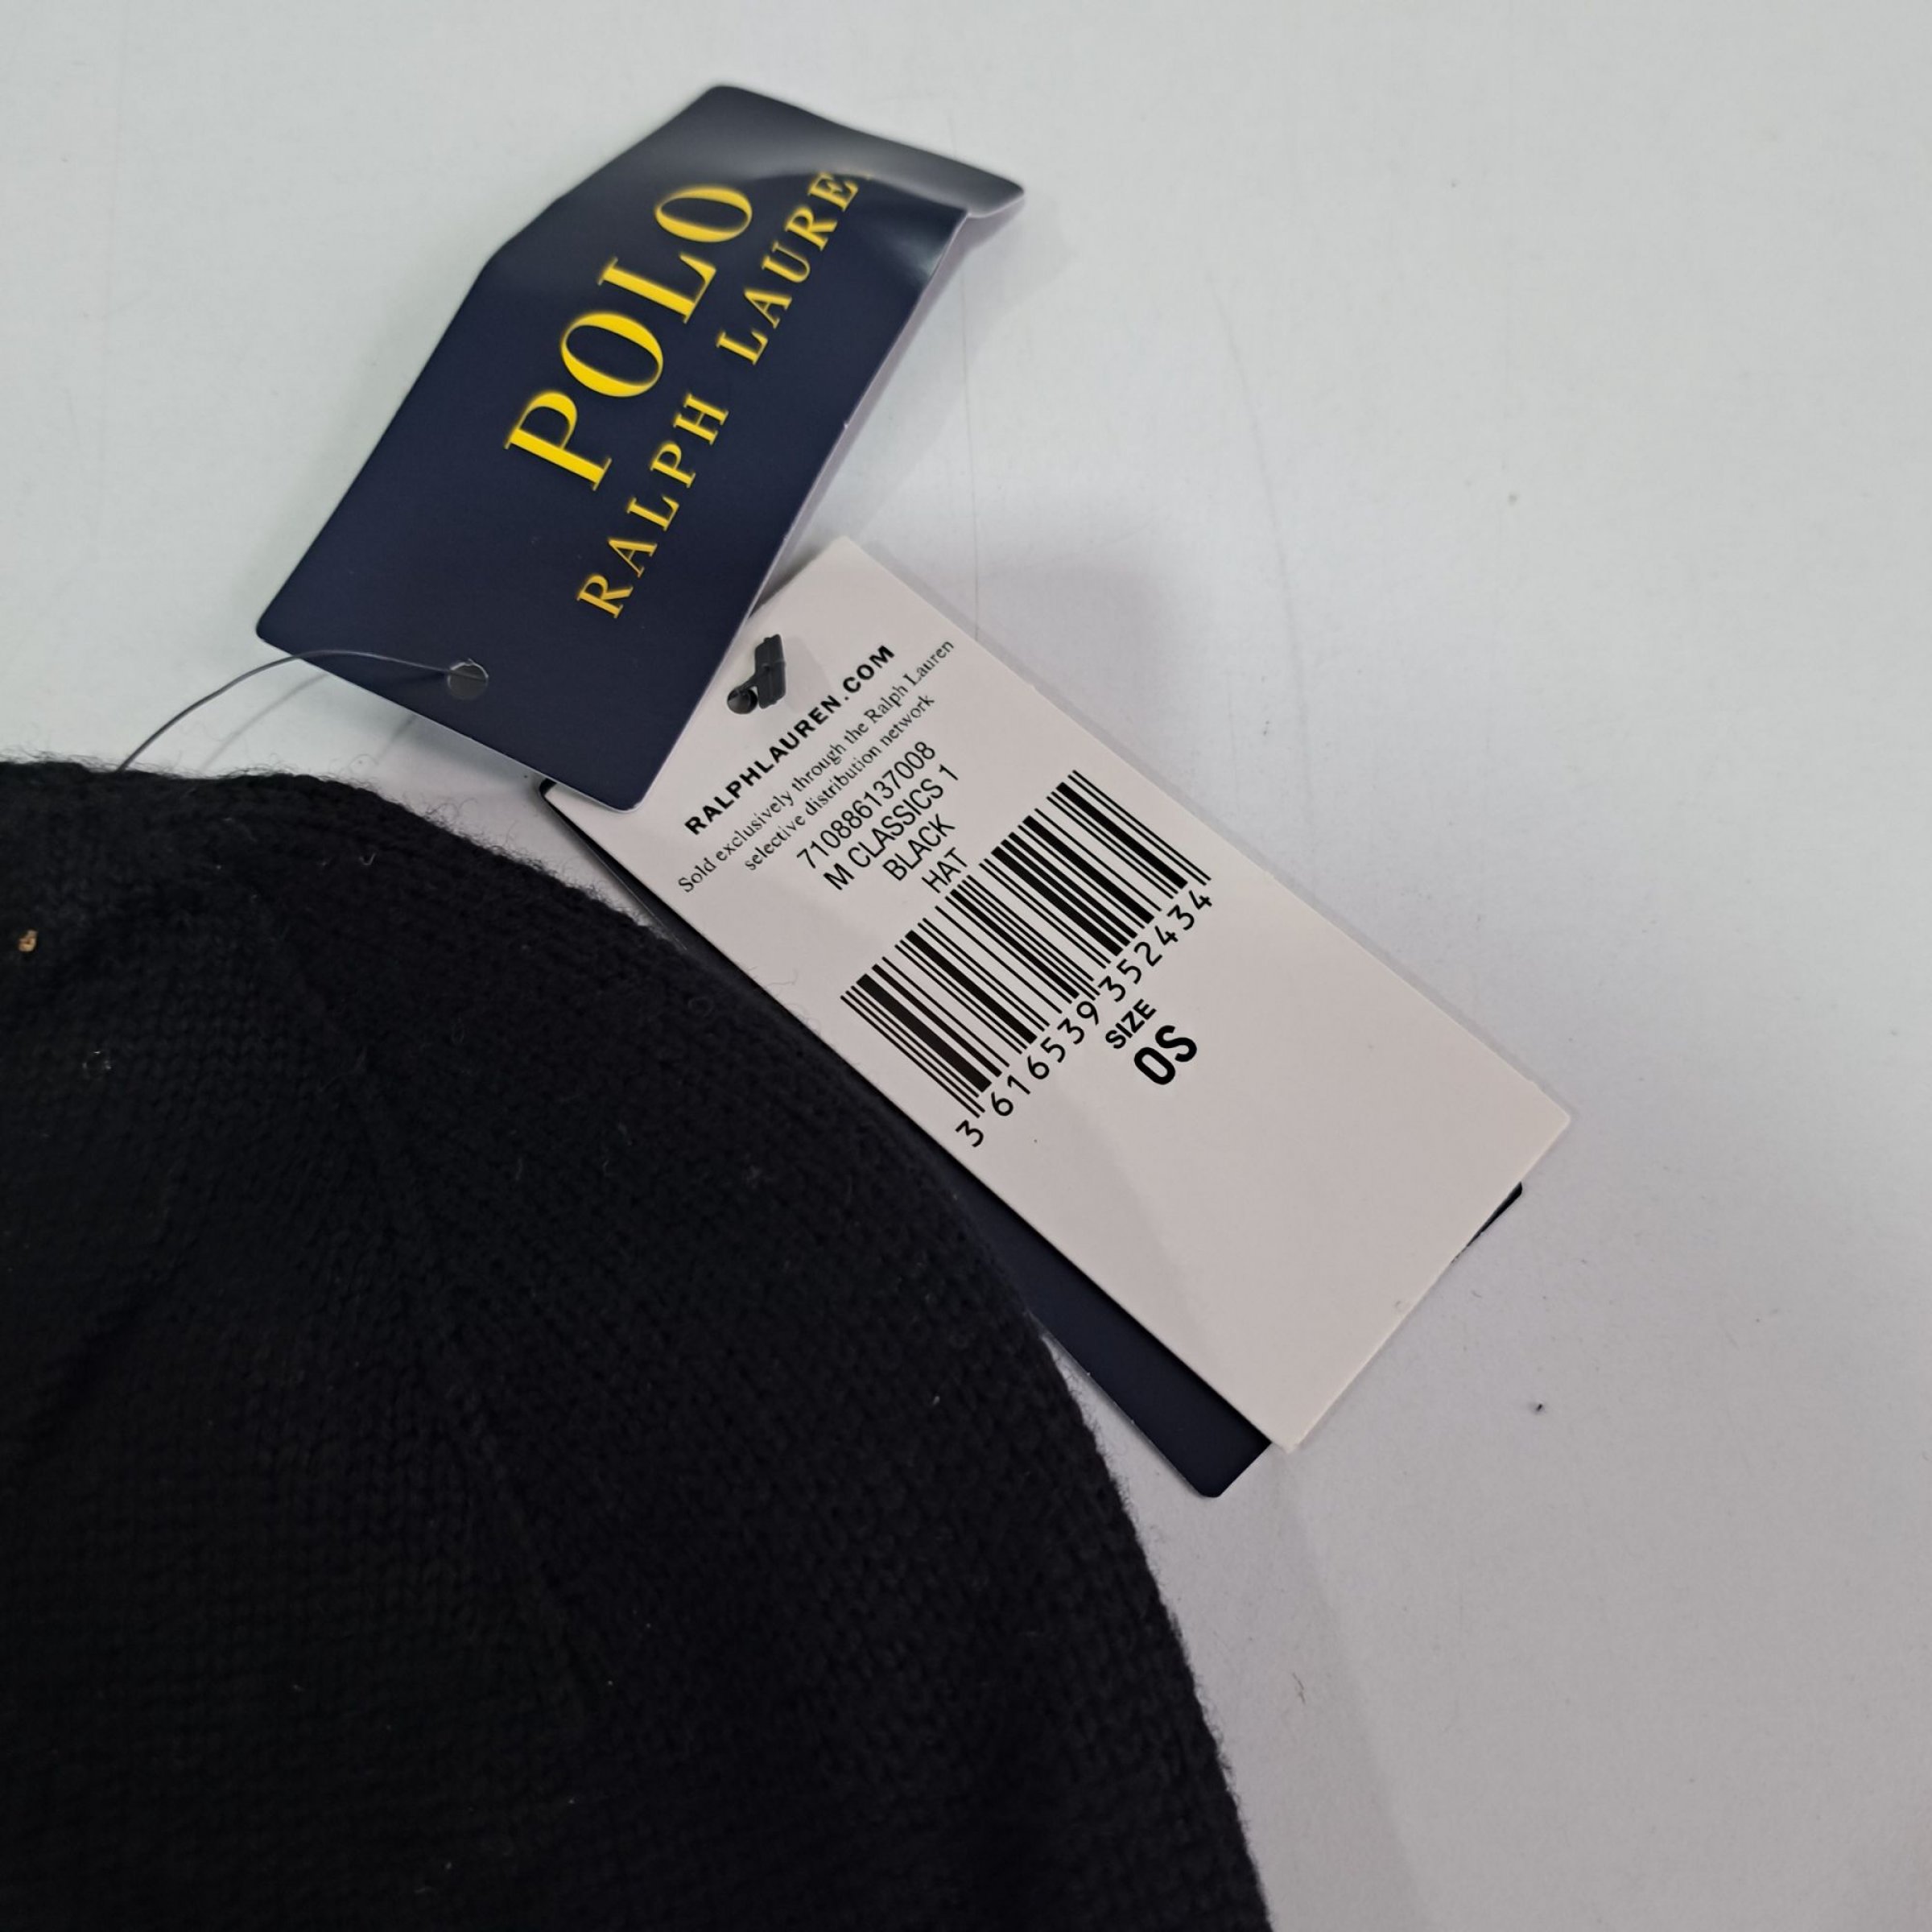 POLO
RALPH LAURE
RALPHLAUREN.COM
Sold exclusively through the Ralph Lauren
selective distribution network
710886137008
M CLASSICS 1
BLACK
HAT
3 616539 352434
SIZE
OS